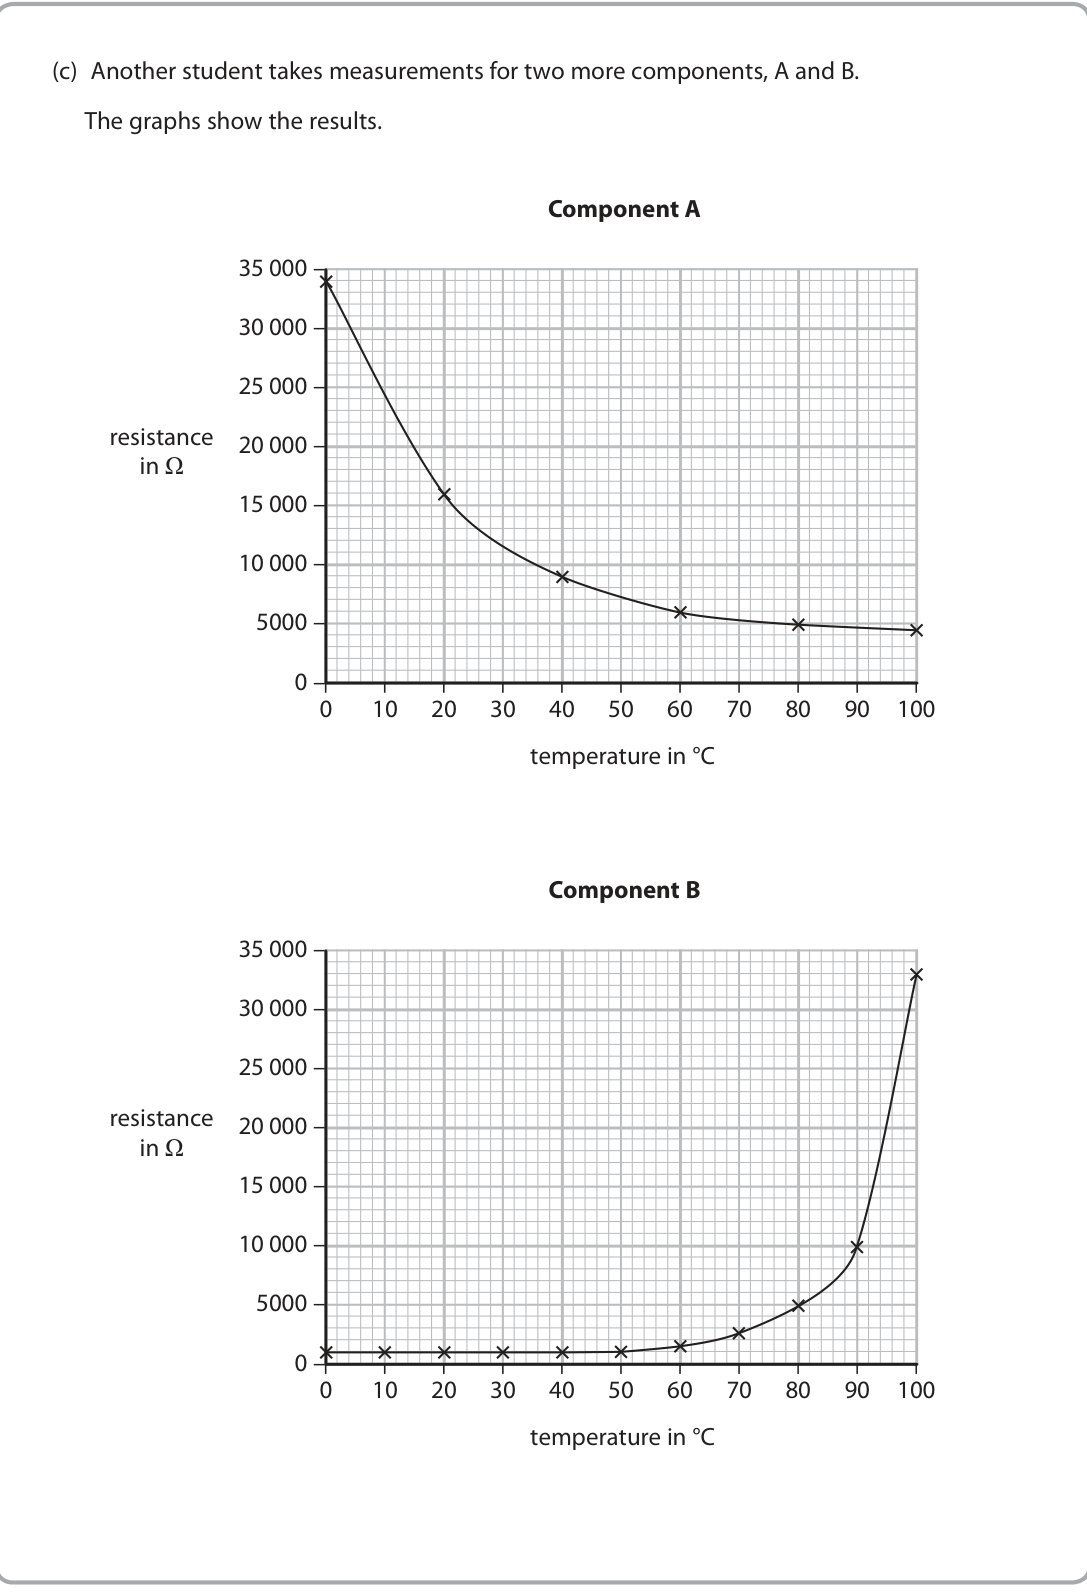 (c) Another student takes measurements for two more components, A and B.
The graphs show the results.
Component A
35 000
30 000
25 000
20 000
15 000
10 000
5000
0
resistance
in Ω
0 10 20 30 40 50 60 70 80 90 100
temperature in °C
Component B
35 000
30 000
25 000
20 000
15 000
10 000
5000
0
resistance
in Ω
0 10 20 30 40 50 60 70 80 90 100
temperature in °C